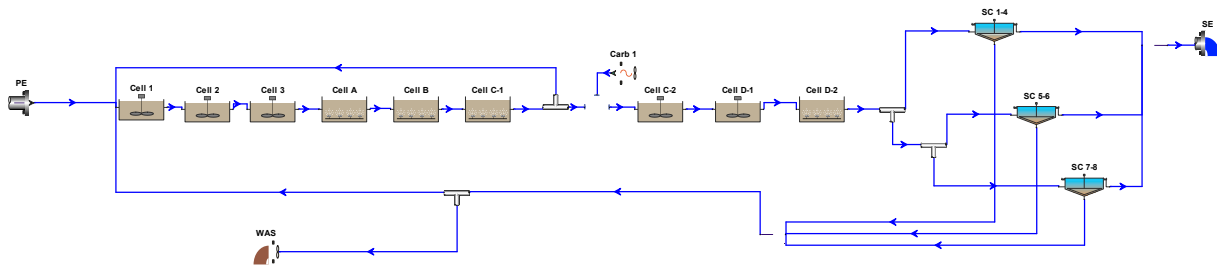 SC 1-4
SE
Carb 1
PE
Cell 1
Cell 2
Cell 3
Cell A
Cell B
Cell C-1
Cell C-2
Cell D-1
Cell D-2
SC 5-6
SC 7-8
WAS